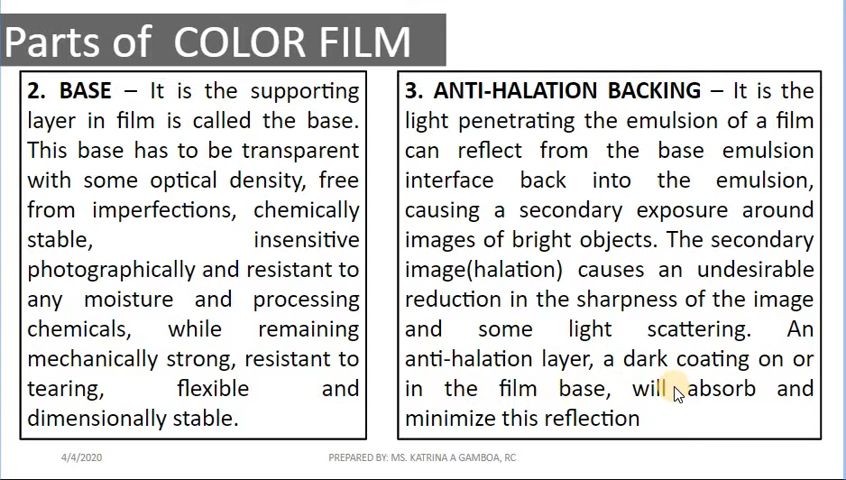 Parts of COLOR FILM
2. BASE – It is the supporting
layer in film is called the base.
This base has to be transparent
with some optical density, free
from imperfections, chemically
stable, insensitive
photographically and resistant to
any moisture and processing
chemicals, while remaining
mechanically strong, resistant to
tearing, flexible and
dimensionally stable.
3. ANTI-HALATION BACKING – It is the
light penetrating the emulsion of a film
can reflect from the base emulsion
interface back into the emulsion,
causing a secondary exposure around
images of bright objects. The secondary
image(halation) causes an undesirable
reduction in the sharpness of the image
and some light scattering. An
anti-halation layer, a dark coating on or
in the film base, will absorb and
minimize this reflection
4/4/2020
PREPARED BY: MS. KATRINA A GAMBOA, RC